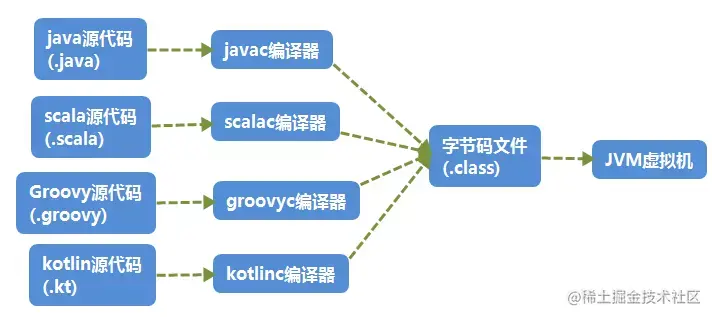 java源代码
(.java)
javac编译器
scala源代码
(.scala)
scalac编译器
字节码文件
(.class)
JVM虚拟机
Groovy源代码
(.groovy)
groovyc编译器
kotlin源代码
(.kt)
kotlinc编译器
@稀土掘金技术社区